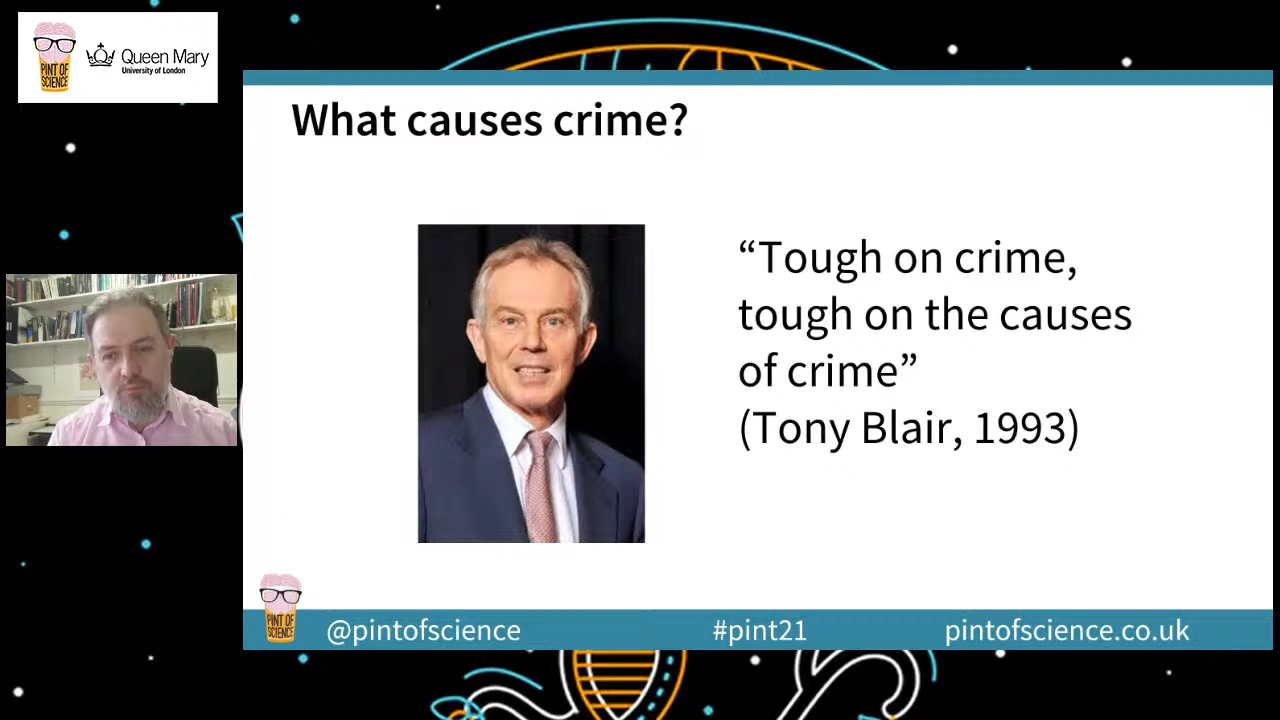 PINT OF
SCIENCE
Queen Mary
University of London
What causes crime?
“Tough on crime,
tough on the causes
of crime”
(Tony Blair, 1993)
PINT OF
SCIENCE
@pintofscience
#pint21
pintofscience.co.uk